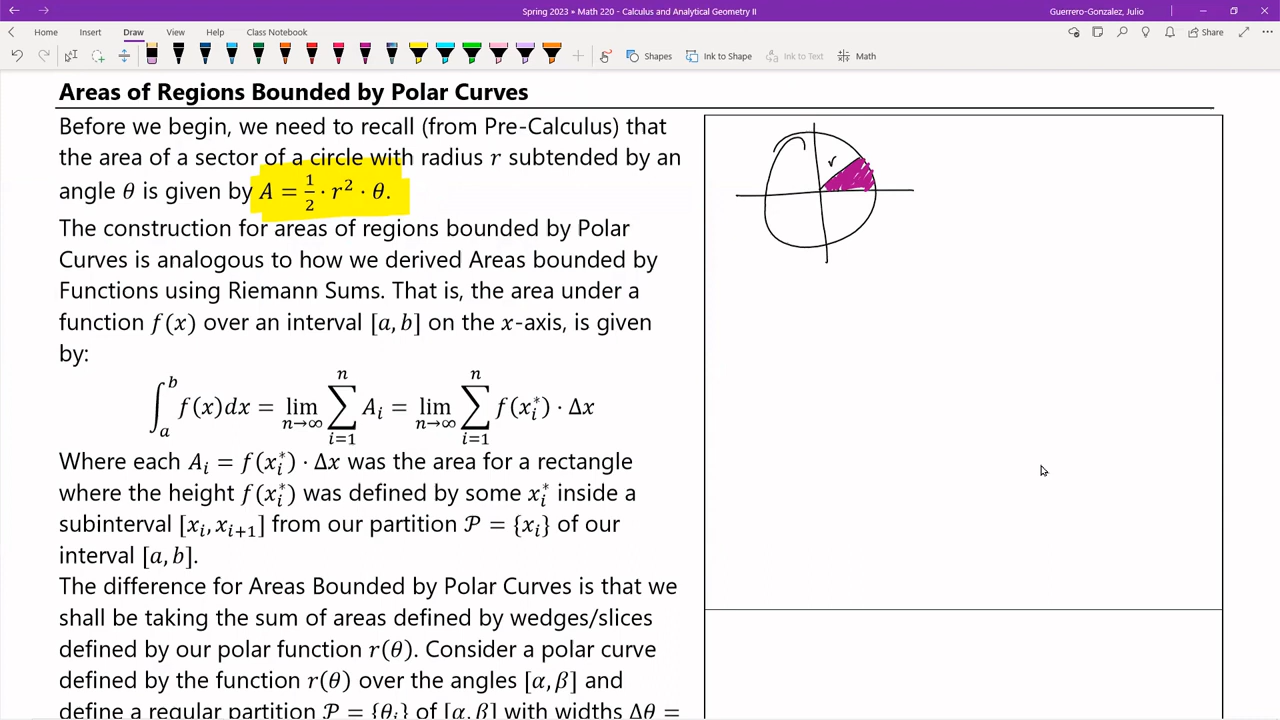 Spring 2023 » Math 220 - Calculus and Analytical Geometry II
Guerrero-Gonzalez, Julio
Home Insert Draw View Help Class Notebook
Share
Shapes Ink to Shape Ink to Text Math
Areas of Regions Bounded by Polar Curves
Before we begin, we need to recall (from Pre-Calculus) that
the area of a sector of a circle with radius r subtended by an
angle θ is given by A = 1/2 · r² · θ.
The construction for areas of regions bounded by Polar
Curves is analogous to how we derived Areas bounded by
Functions using Riemann Sums. That is, the area under a
function f(x) over an interval [a, b] on the x-axis, is given
by:
∫_a^b f(x)dx = lim_{n→∞} ∑_{i=1}^n A_i = lim_{n→∞} ∑_{i=1}^n f(x_i^*) · Δx
Where each A_i = f(x_i^*) · Δx was the area for a rectangle
where the height f(x_i^*) was defined by some x_i^* inside a
subinterval [x_i, x_{i+1}] from our partition 𝒫 = {x_i} of our
interval [a, b].
The difference for Areas Bounded by Polar Curves is that we
shall be taking the sum of areas defined by wedges/slices
defined by our polar function r(θ). Consider a polar curve
defined by the function r(θ) over the angles [α, β] and
define a regular partition 𝒫 = {θ_i} of [α, β] with widths Δθ =
r